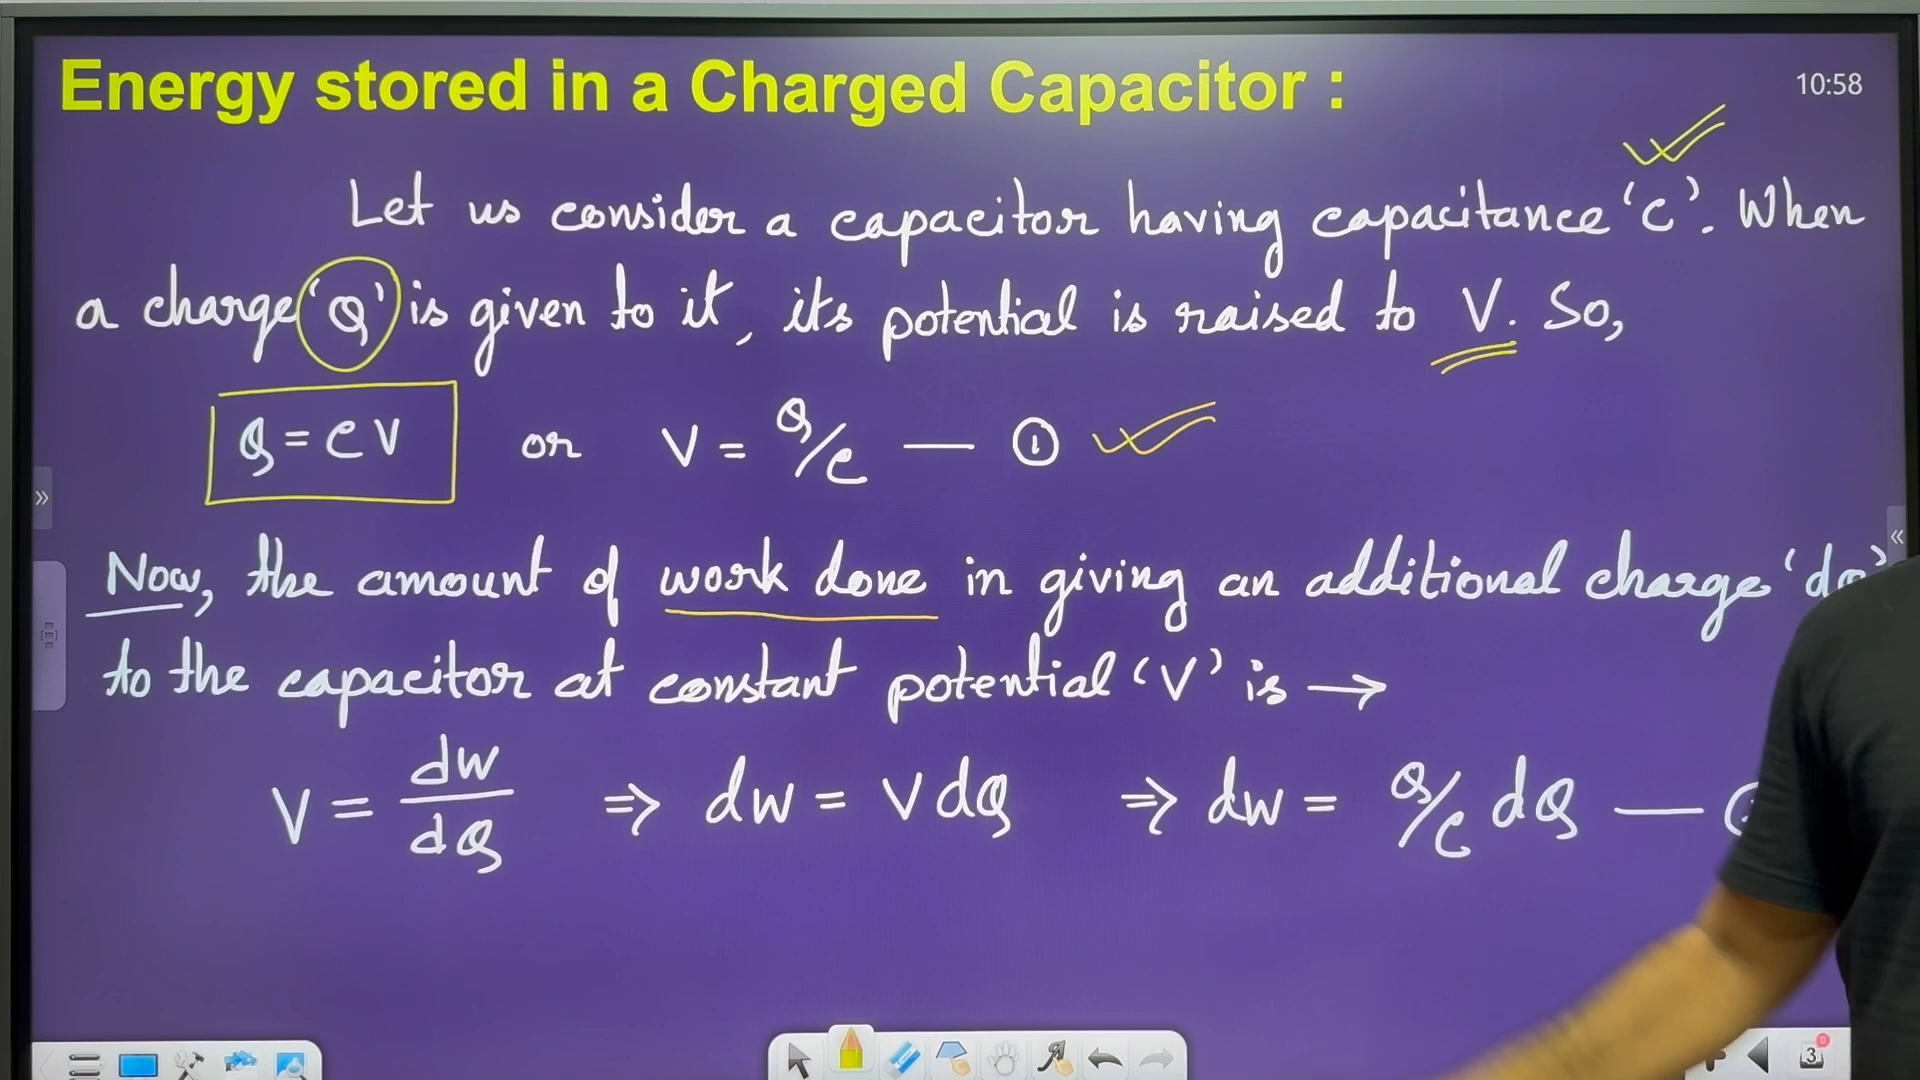 Energy stored in a Charged Capacitor :
10:58
Let us consider a capacitor having capacitance 'C'. When
a charge 'Q' is given to it, its potential is raised to V. So,
Q = CV or V = Q/C — ①
Now, the amount of work done in giving an additional charge 'dQ'
to the capacitor at constant potential 'V' is →
V = dW/dQ ⇒ dW = V dQ ⇒ dW = Q/C dQ —
3